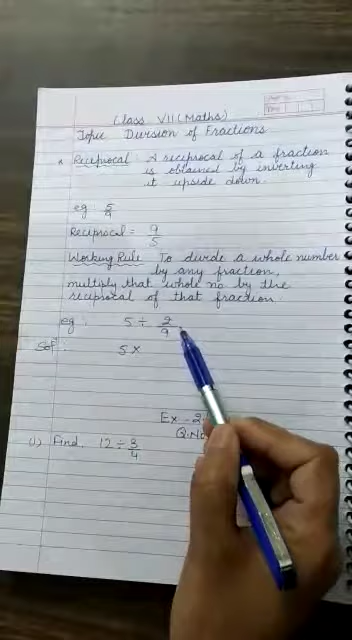 Class VII (Maths)
Topic Division of Fractions
* Reciprocal : A reciprocal of a fraction
is obtained by inverting
it upside down.
eg 5/9
Reciprocal = 9/5
Working Rule : To divide a whole number
by any fraction,
multiply that whole no by the
reciprocal of that fraction.
eg : 5 ÷ 2/9
Sol :  5 ×
Ex - 2.
Q.No
(1) Find. 12 ÷ 3/4